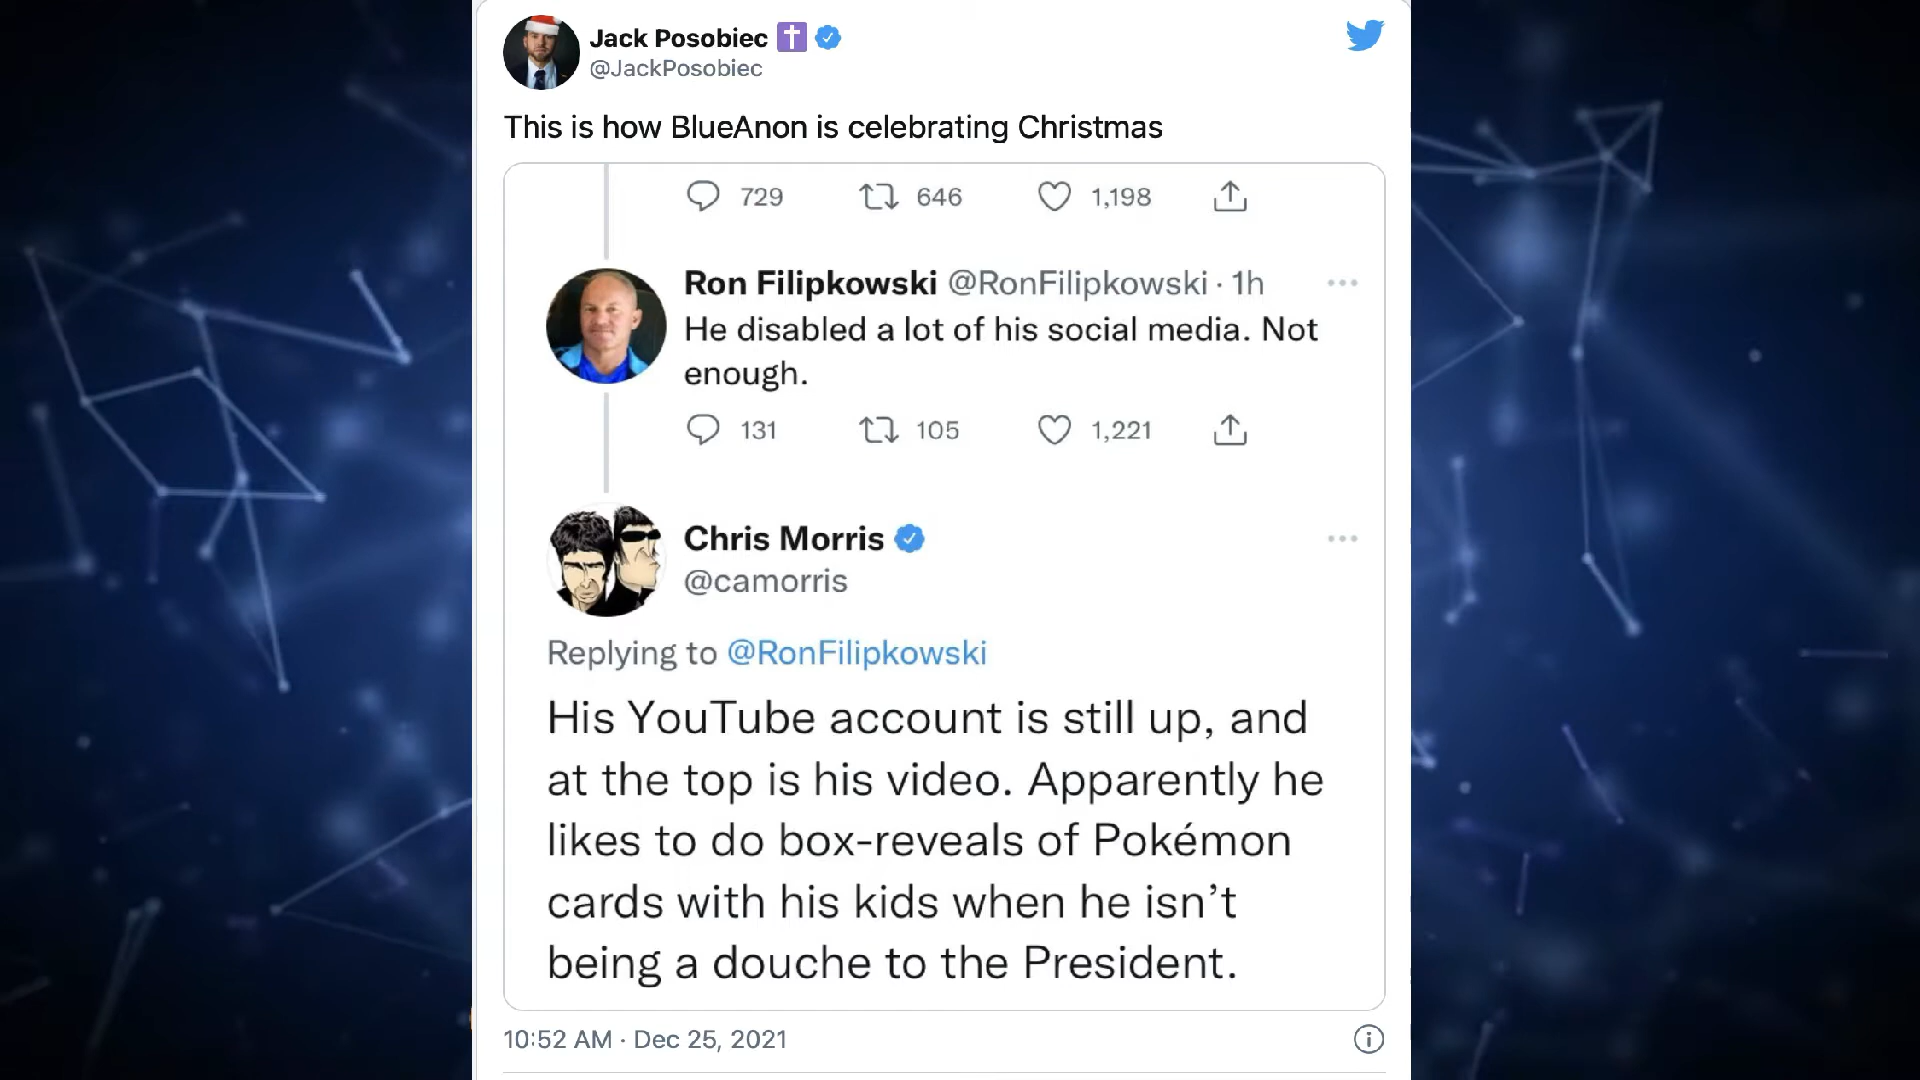 Jack Posobiec ✝️
@JackPosobiec
This is how BlueAnon is celebrating Christmas
729 646 1,198
Ron Filipkowski @RonFilipkowski · 1h
He disabled a lot of his social media. Not
enough.
131 105 1,221
Chris Morris
@camorris
Replying to @RonFilipkowski
His YouTube account is still up, and
at the top is his video. Apparently he
likes to do box-reveals of Pokémon
cards with his kids when he isn’t
being a douche to the President.
10:52 AM · Dec 25, 2021